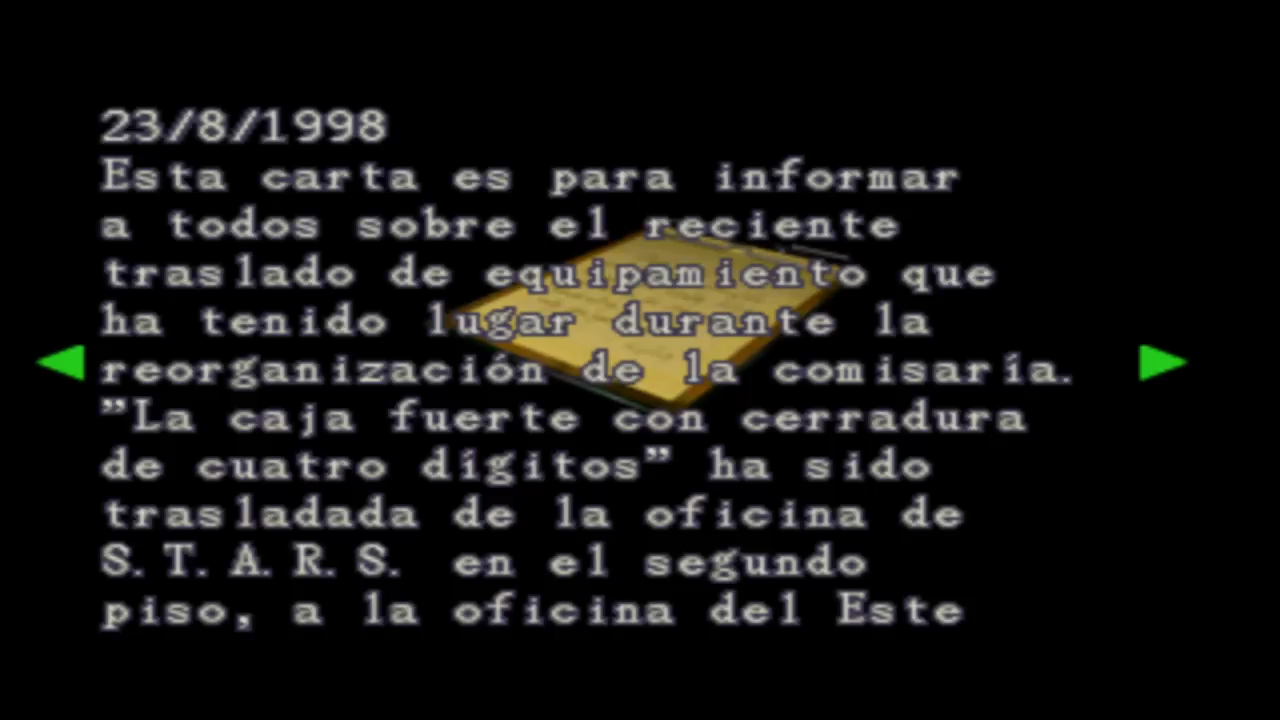 23/8/1998
Esta carta es para informar
a todos sobre el reciente
traslado de equipamiento que
ha tenido lugar durante la
reorganización de la comisaría.
”La caja fuerte con cerradura
de cuatro dígitos” ha sido
trasladada de la oficina de
S.T.A.R.S. en el segundo
piso, a la oficina del Este